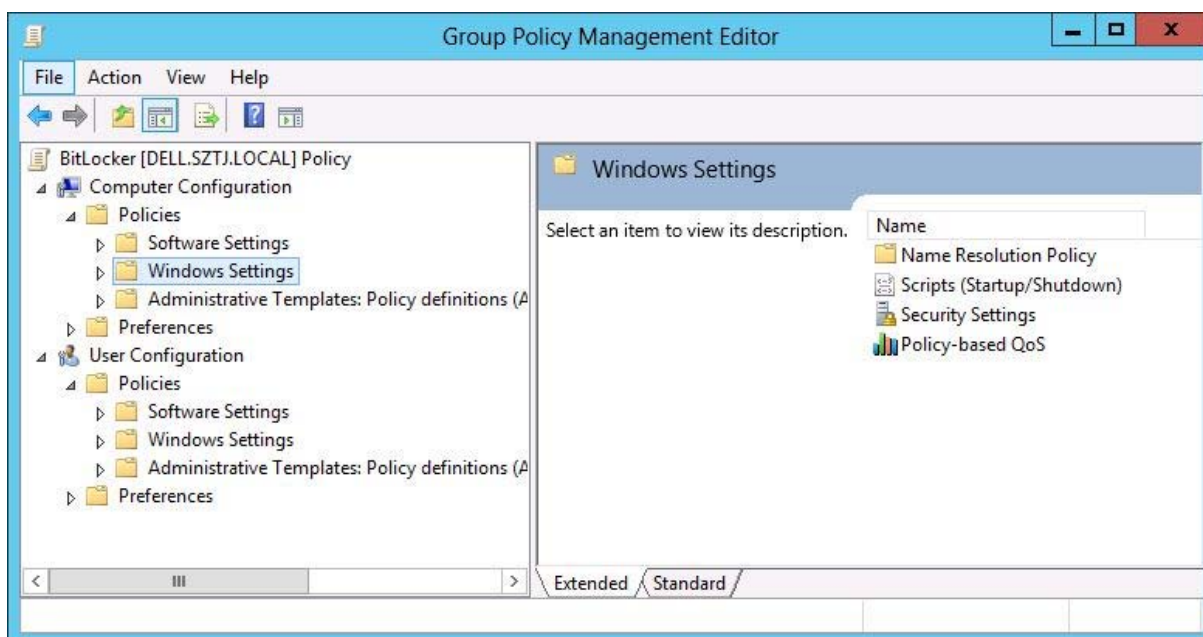 Group Policy Management Editor
File Action View Help
BitLocker [DELL.SZTJ.LOCAL] Policy
Computer Configuration
Policies
Software Settings
Windows Settings
Administrative Templates: Policy definitions (A
Preferences
User Configuration
Policies
Software Settings
Windows Settings
Administrative Templates: Policy definitions (A
Preferences
Windows Settings
Select an item to view its description.
Name
Name Resolution Policy
Scripts (Startup/Shutdown)
Security Settings
Policy-based QoS
Extended Standard